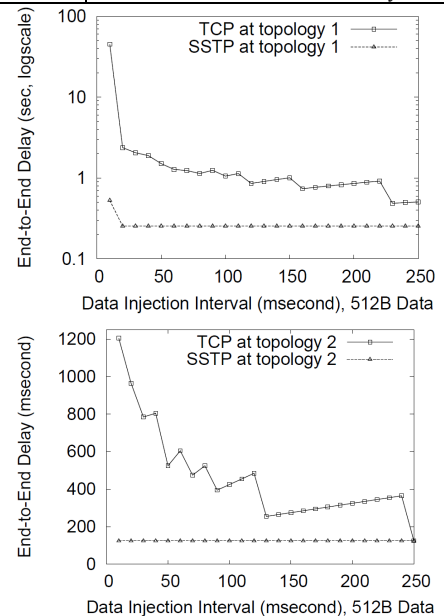 100
TCP at topology 1
SSTP at topology 1
10
1
0.1
0 50 100 150 200 250
End-to-End Delay (sec, logscale)
Data Injection Interval (msecond), 512B Data
1200
TCP at topology 2
SSTP at topology 2
1000
800
600
400
200
0
0 50 100 150 200 250
End-to-End Delay (msecond)
Data Injection Interval (msecond), 512B Data